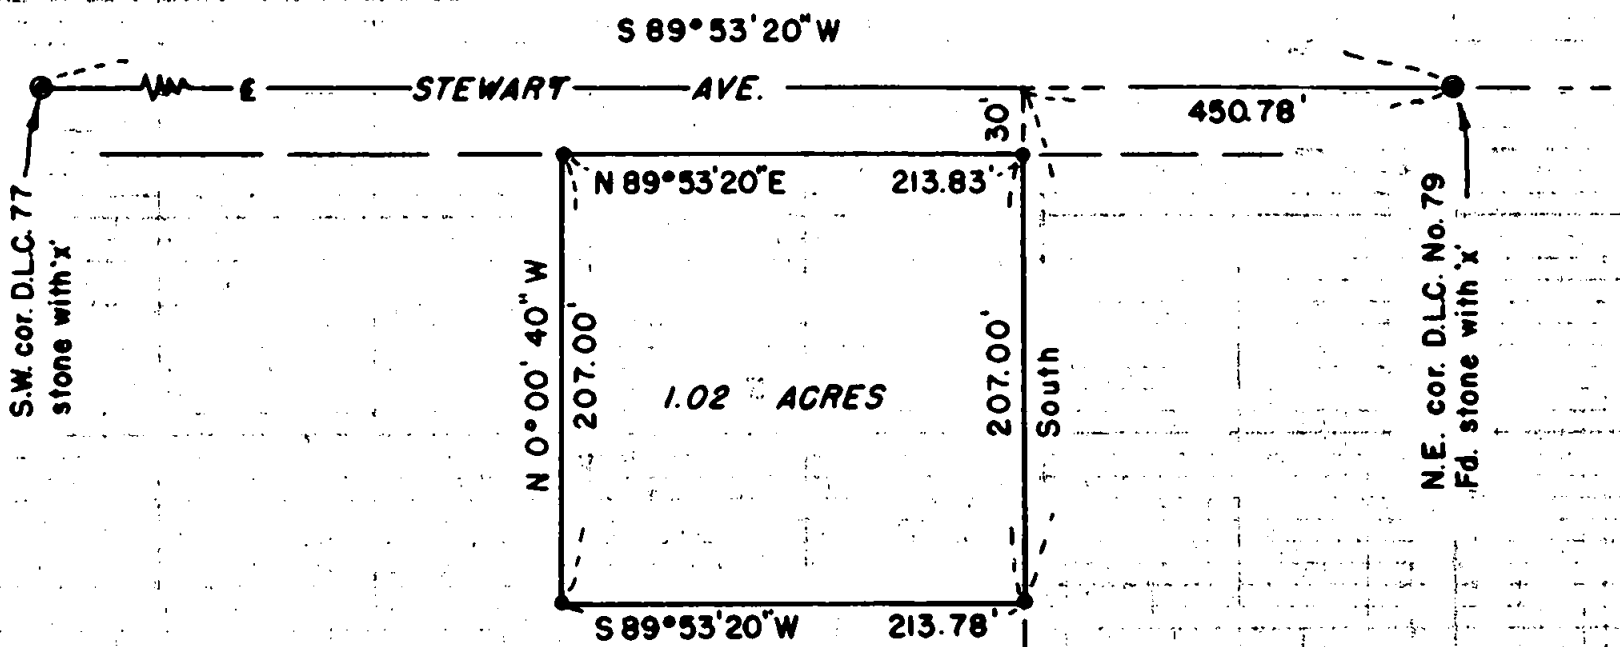 S 89°53'20" W
℄ STEWART AVE.
450.78'
30'
N 89°53'20" E 213.83'
S.W. cor. D.L.C. 77
stone with 'x'
N 0°00' 40" W
207.00'
1.02 ACRES
207.00'
South
N.E. cor. D.L.C. No. 79
Fd. stone with 'x'
S 89°53'20" W 213.78'